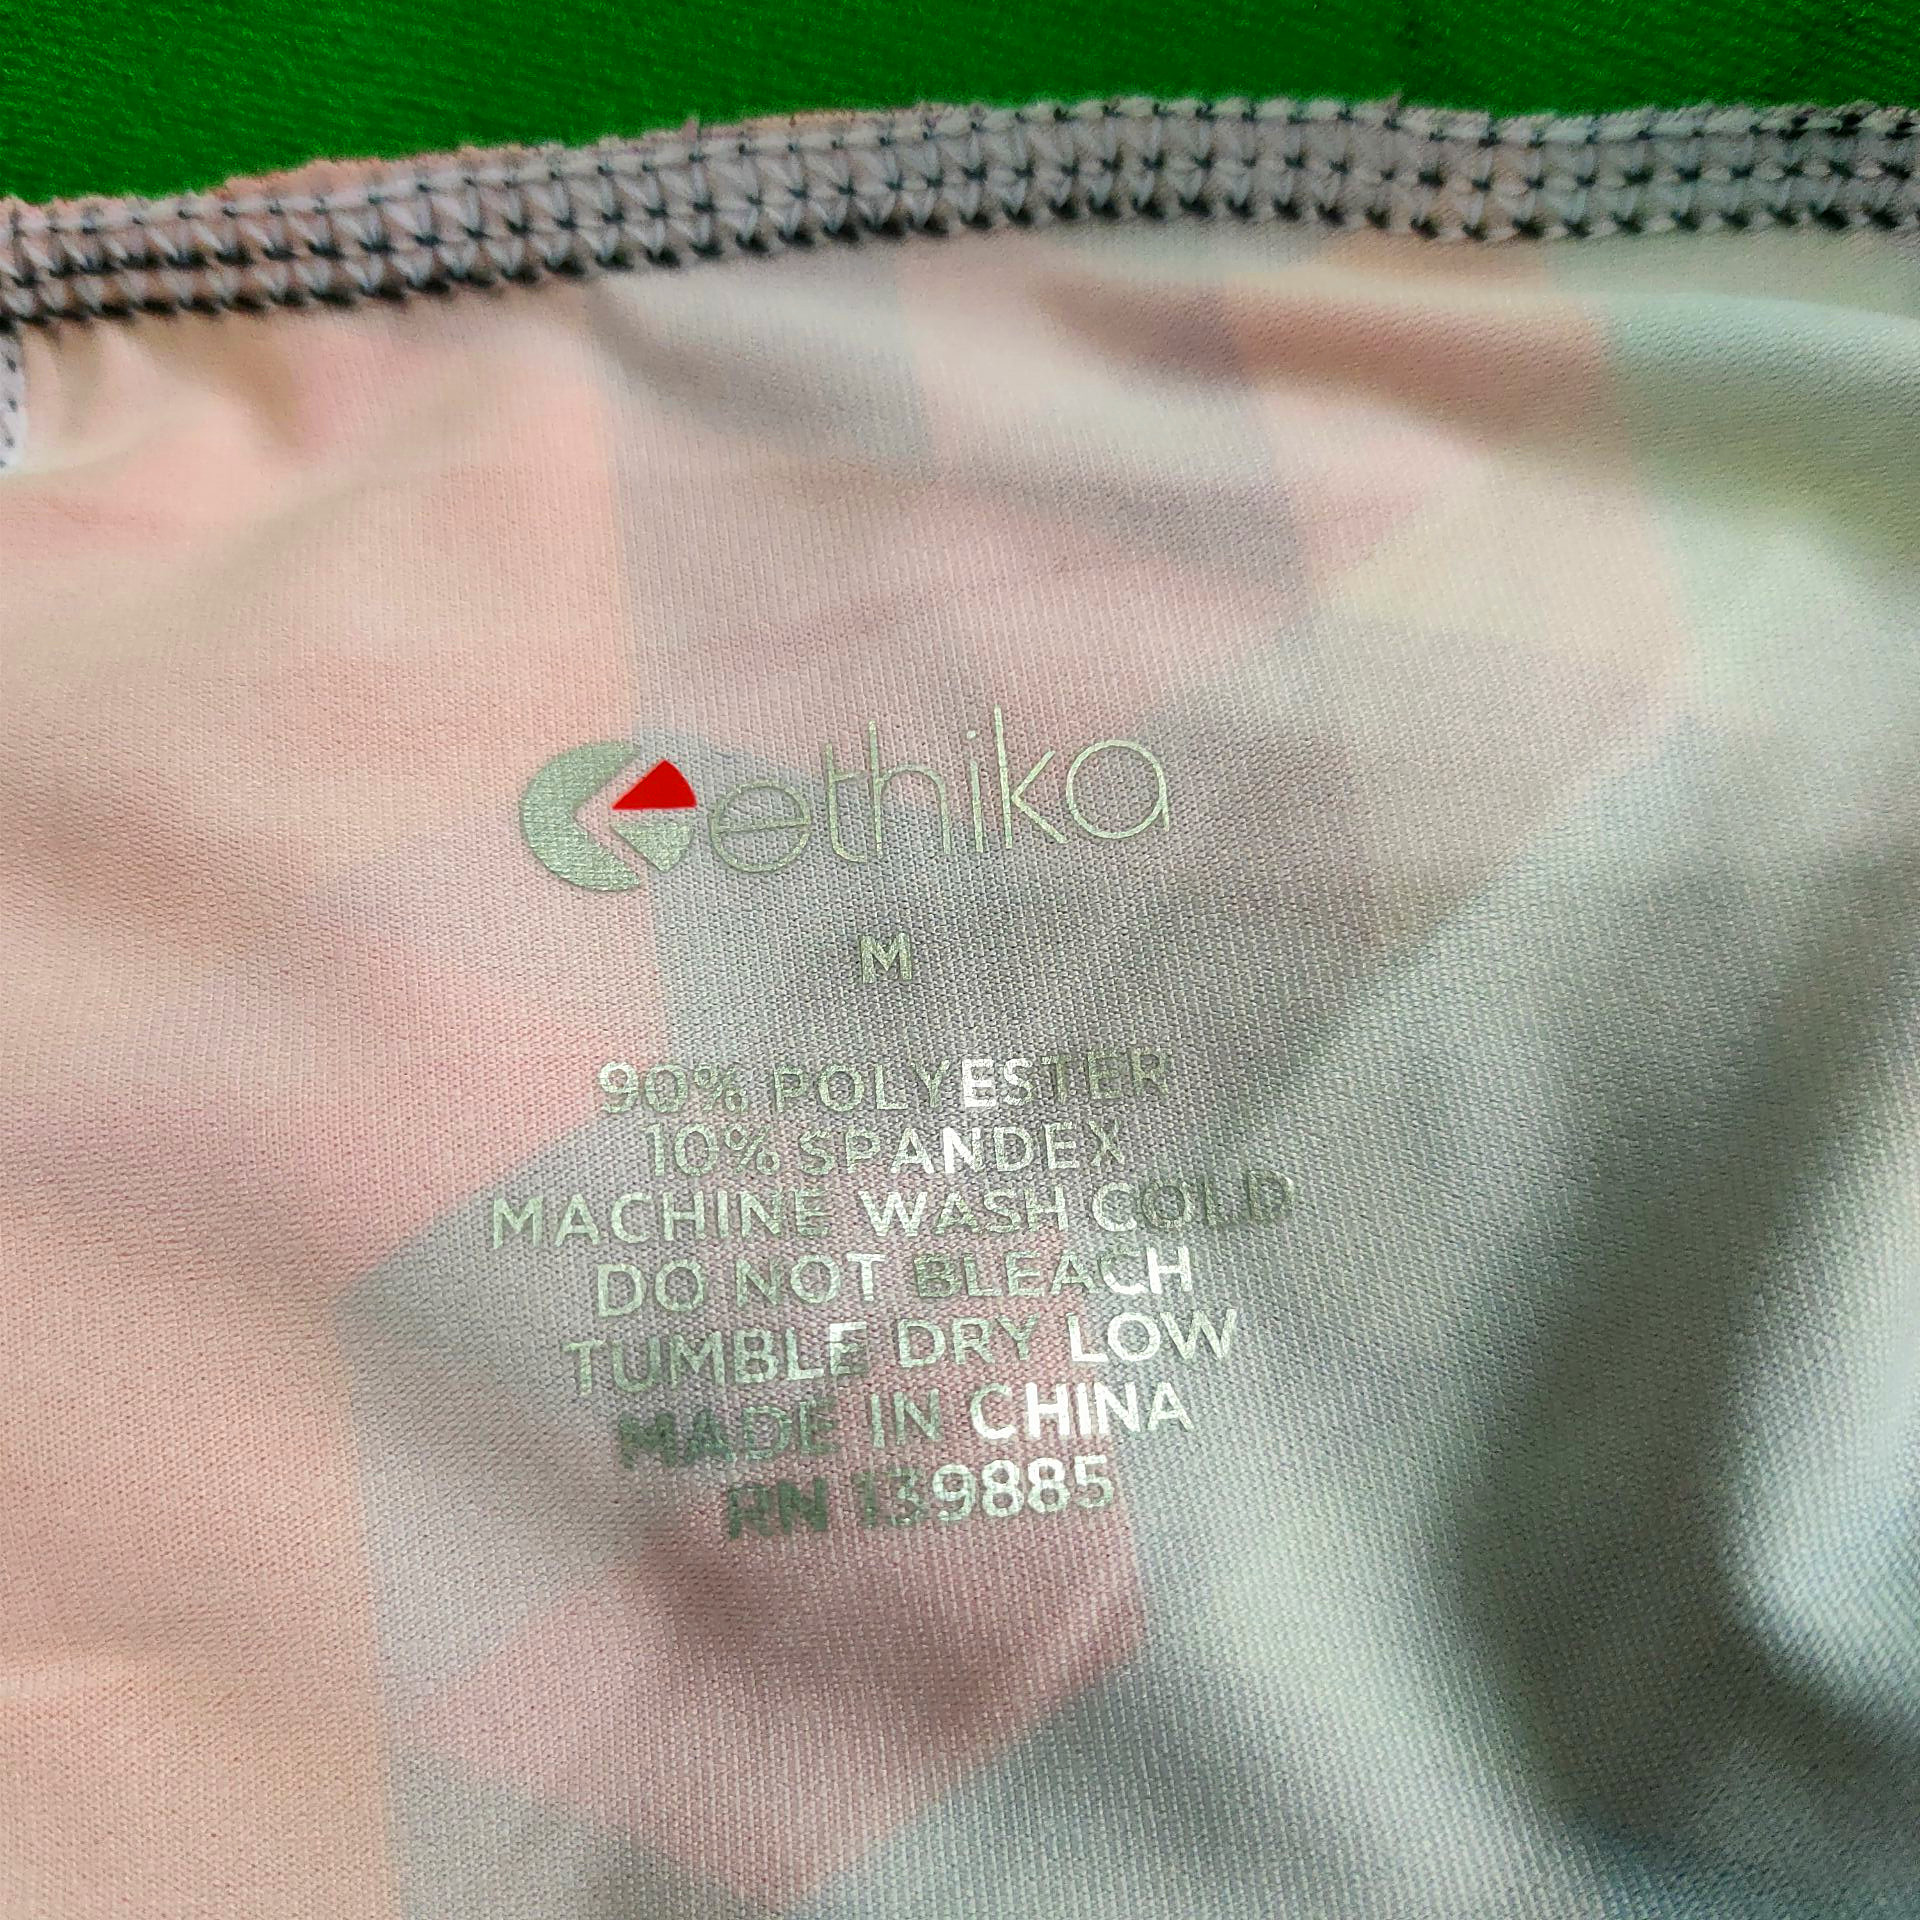 ethika
M
90% POLYESTER
10% SPANDEX
MACHINE WASH COLD
DO NOT BLEACH
TUMBLE DRY LOW
MADE IN CHINA
RN 139885